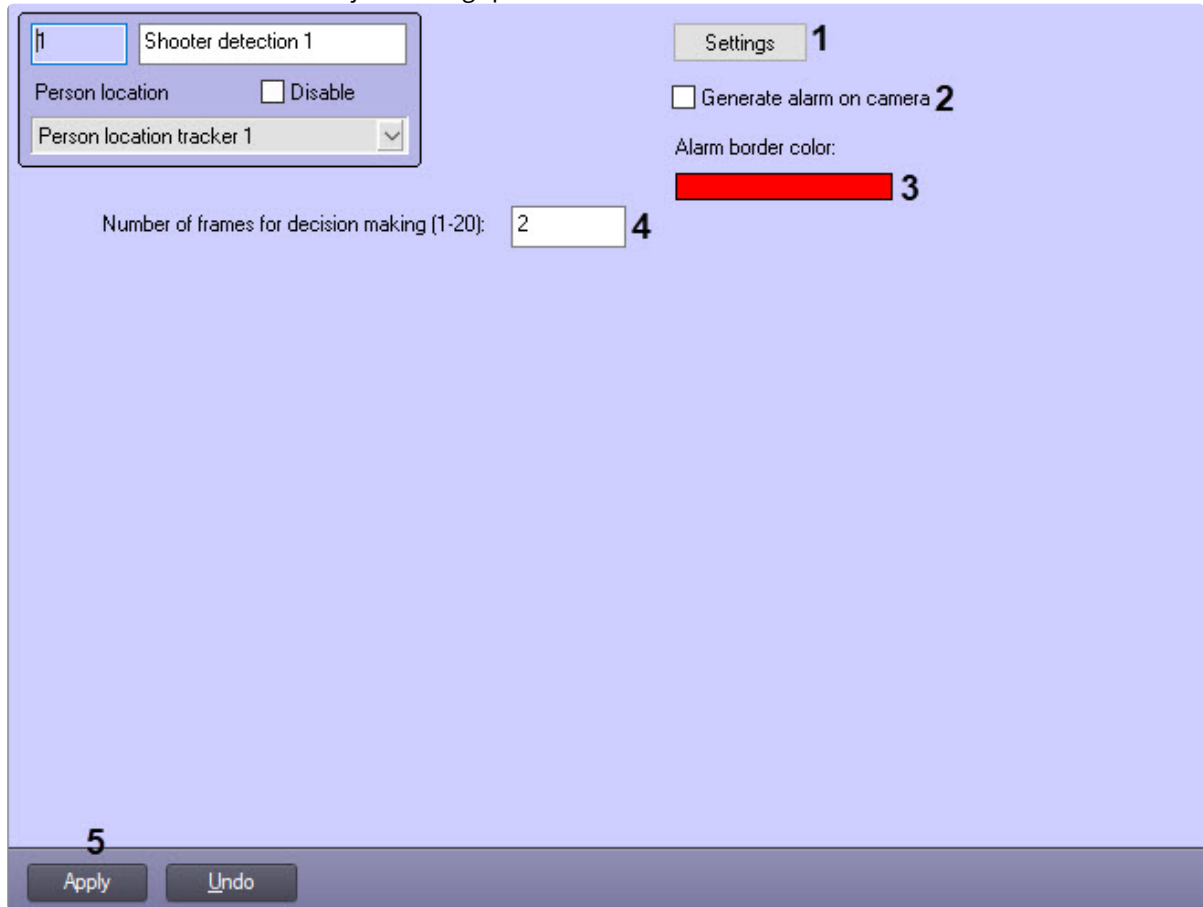 1 Shooter detection 1
Person location Disable
Person location tracker 1
Settings 1
Generate alarm on camera 2
Alarm border color:
3
Number of frames for decision making (1-20): 2 4
5
Apply Undo